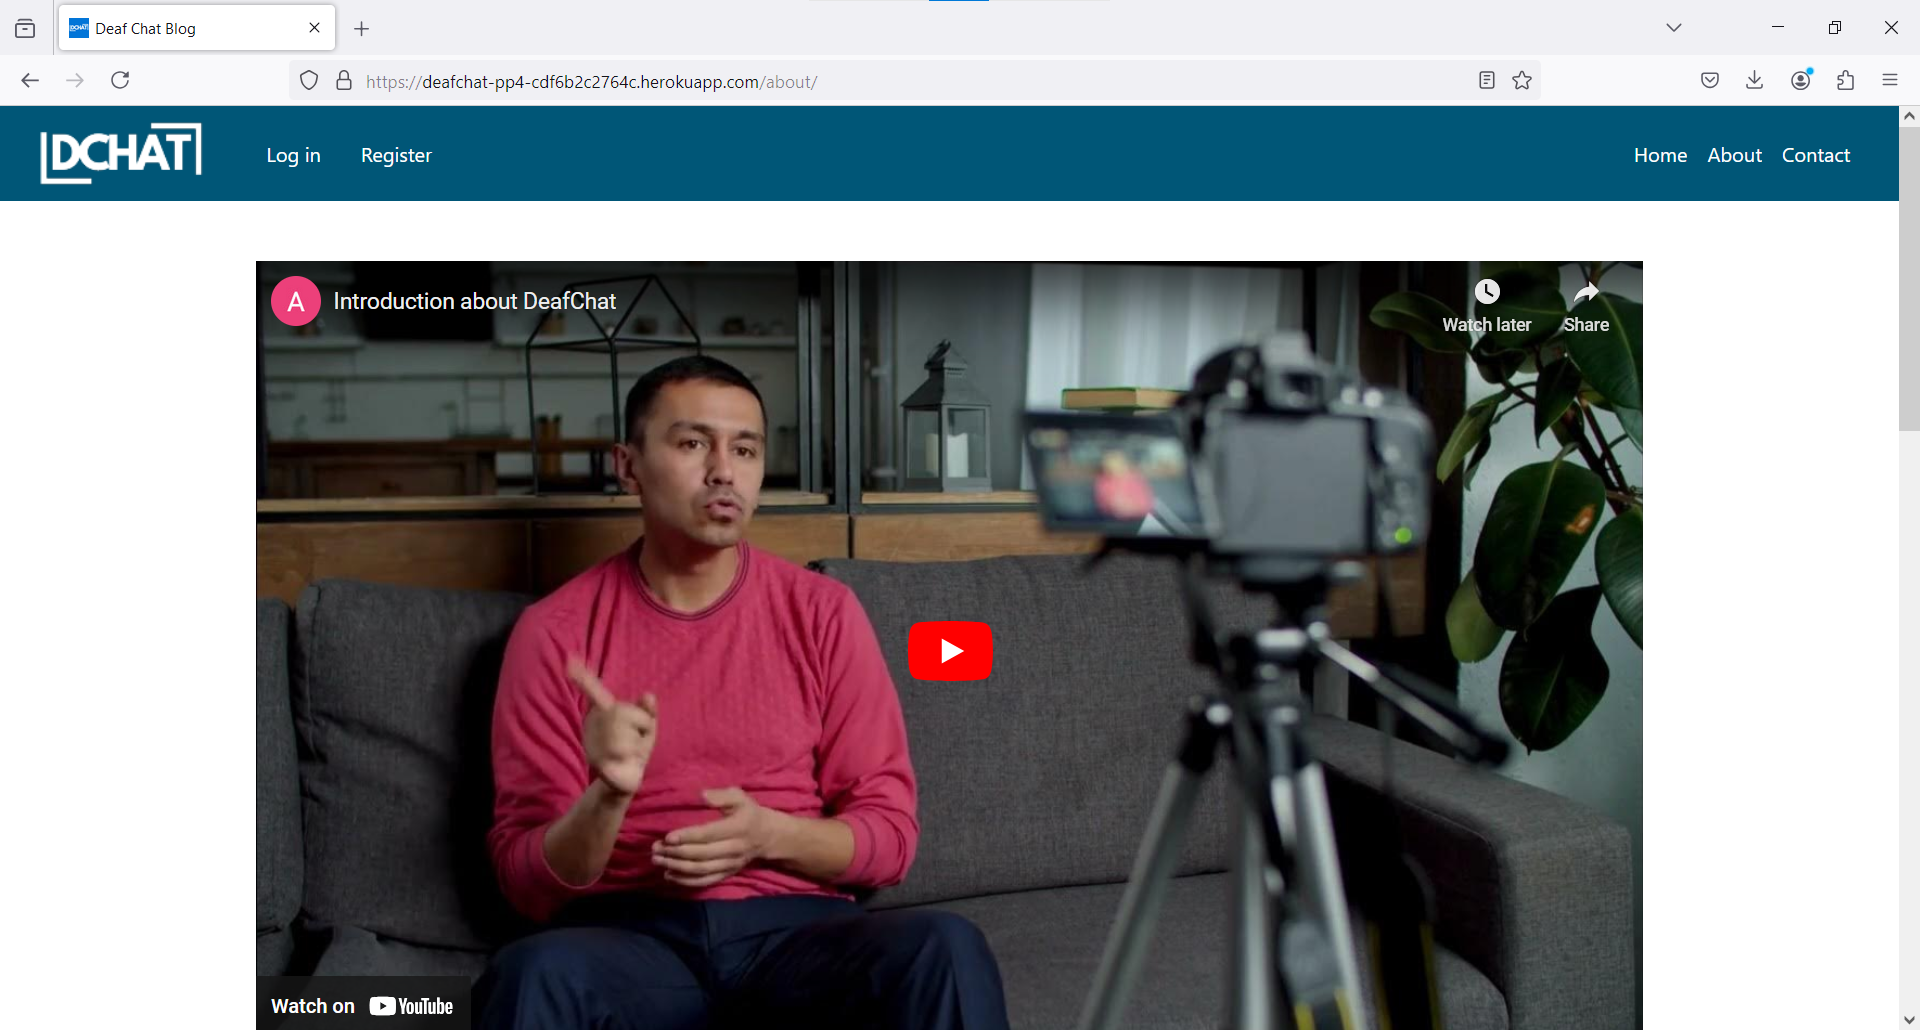 Deaf Chat Blog
https://deafchat-pp4-cdf6b2c2764c.herokuapp.com/about/
DCHAT
Log in
Register
Home
About
Contact
A
Introduction about DeafChat
Watch later
Share
Watch on YouTube